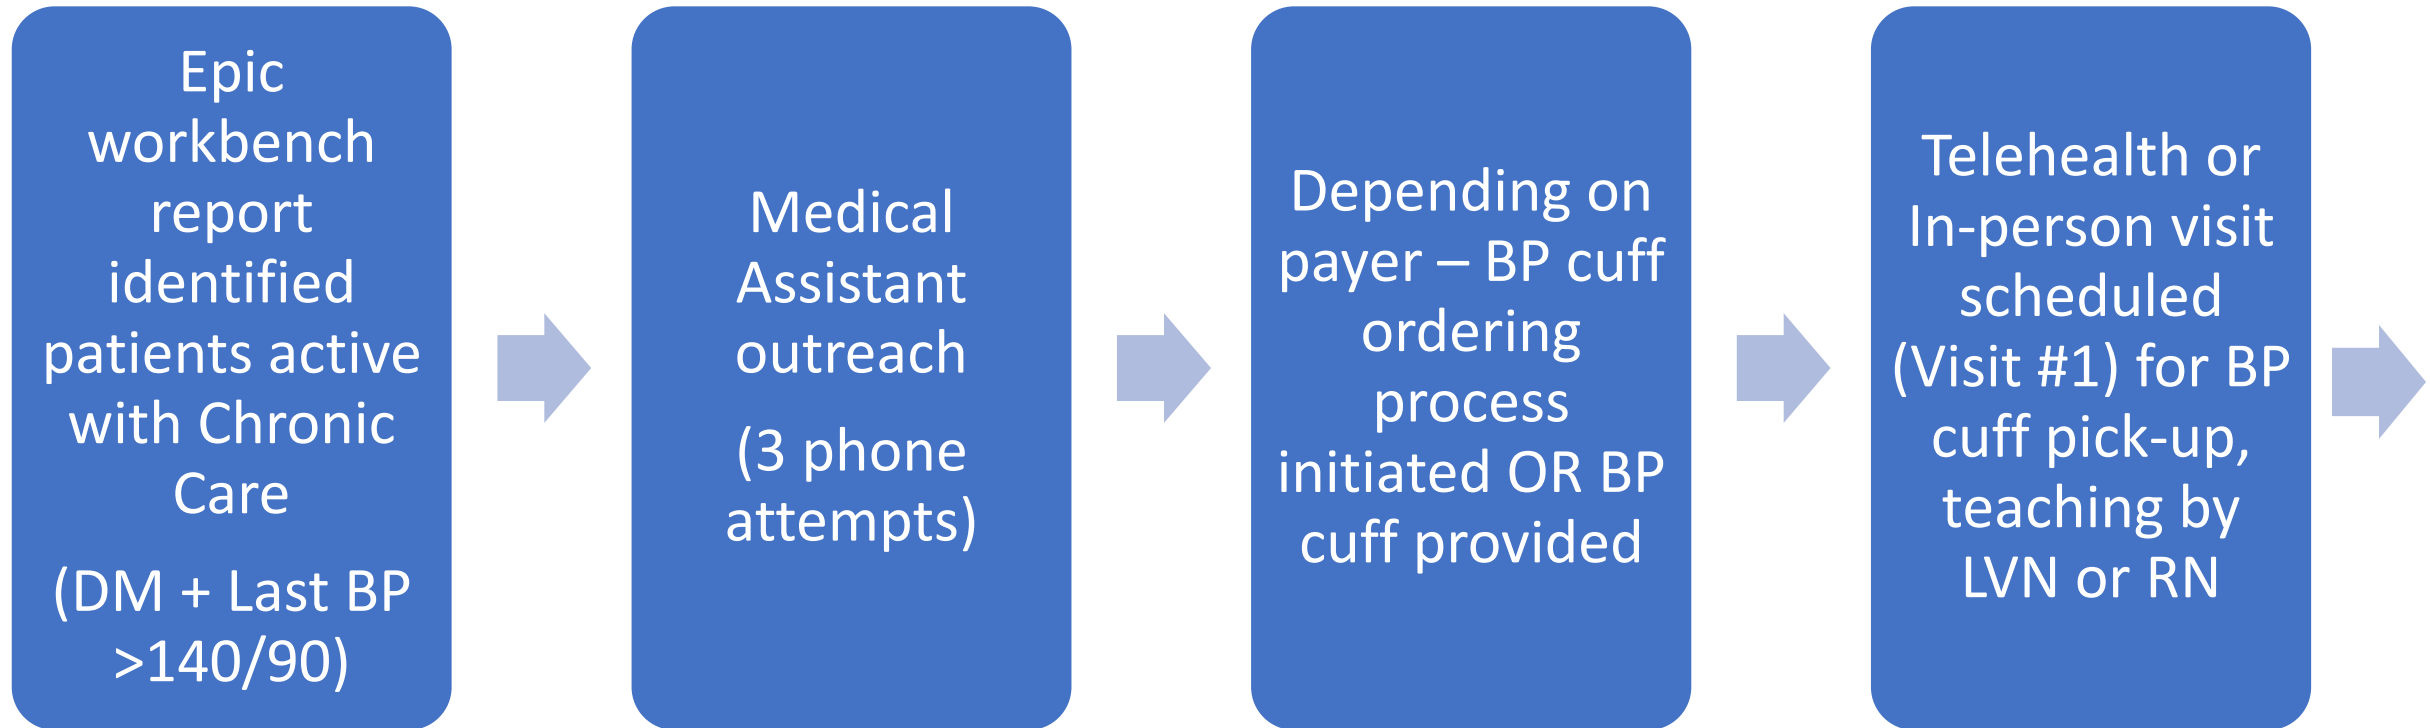 Epic
workbench
report
identified
patients active
with Chronic
Care
(DM + Last BP
>140/90)
Medical
Assistant
outreach
(3 phone
attempts)
Depending on
payer – BP cuff
ordering
process
initiated OR BP
cuff provided
Telehealth or
In-person visit
scheduled
(Visit #1) for BP
cuff pick-up,
teaching by
LVN or RN